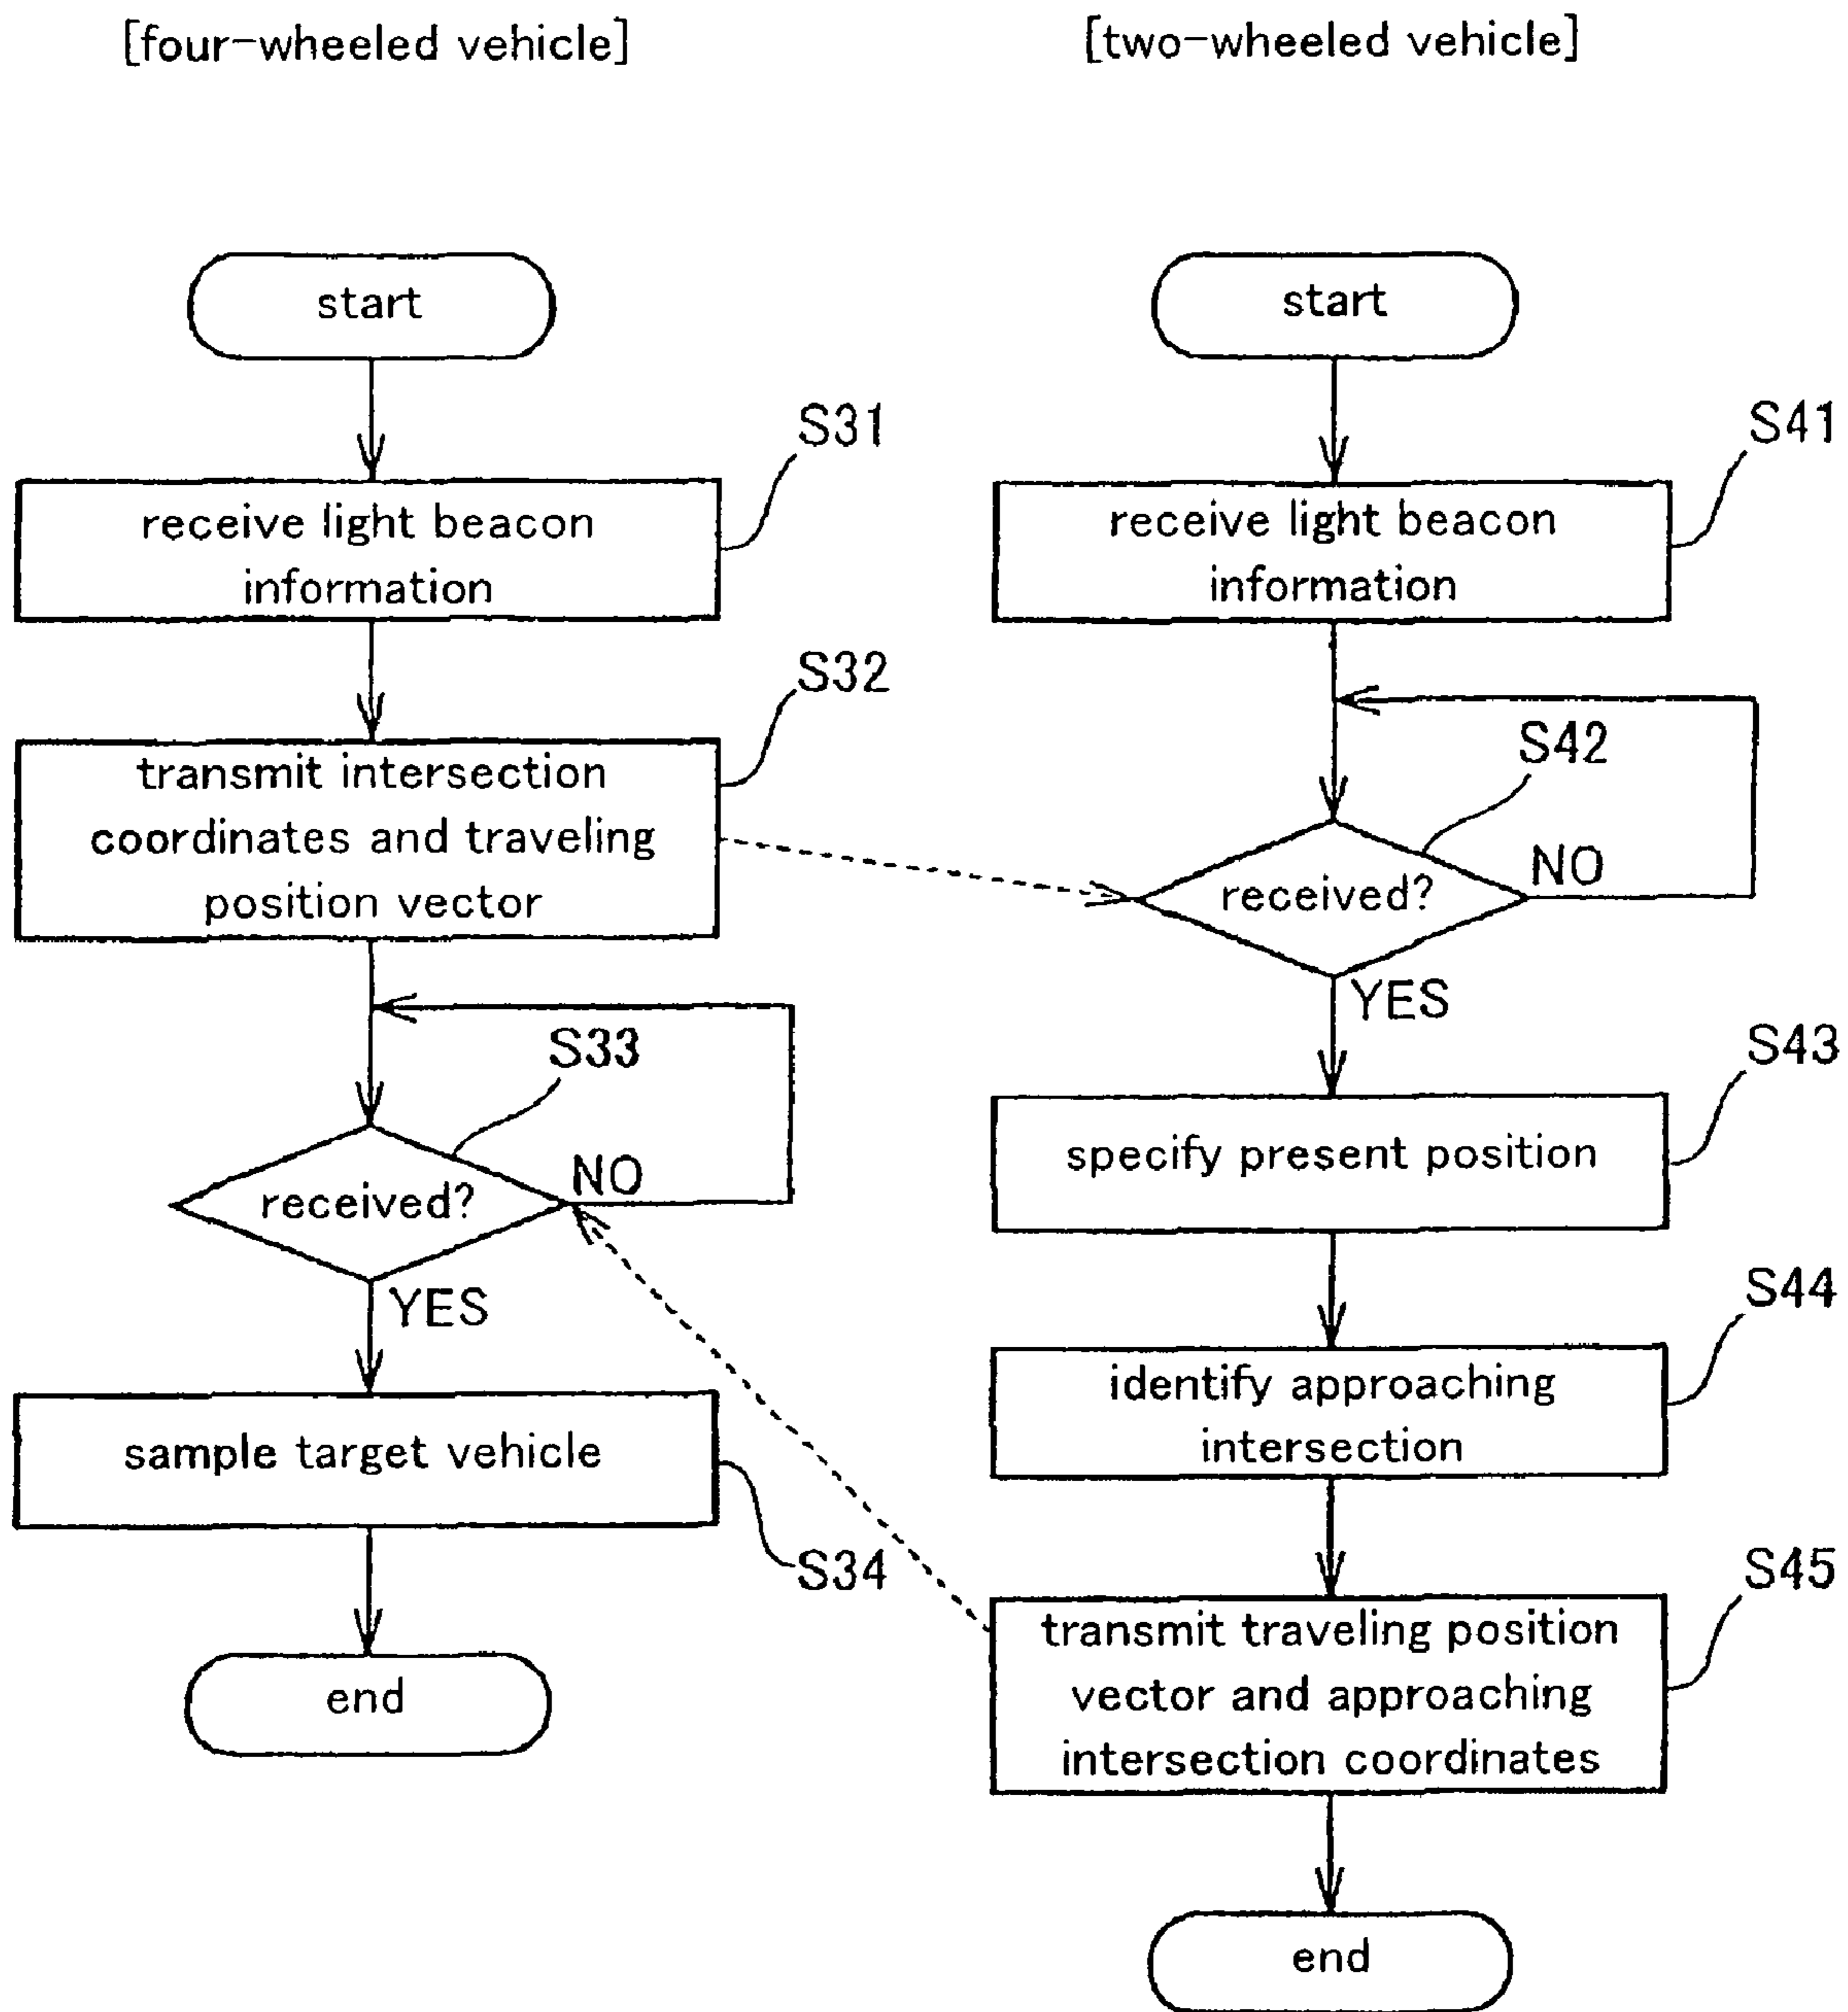 [four-wheeled vehicle]
start
S31
receive light beacon
information
S32
transmit intersection
coordinates and traveling
position vector
S33
received?
NO
YES
sample target vehicle
S34
end
[two-wheeled vehicle]
start
S41
receive light beacon
information
S42
received?
NO
YES
S43
specify present position
S44
identify approaching
intersection
S45
transmit traveling position
vector and approaching
intersection coordinates
end